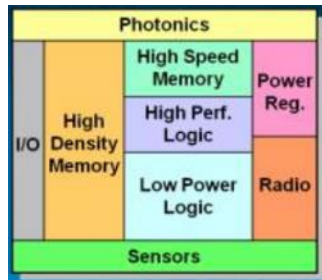 Photonics
I/O
High
Density
Memory
High Speed
Memory
High Perf.
Logic
Low Power
Logic
Power
Reg.
Radio
Sensors